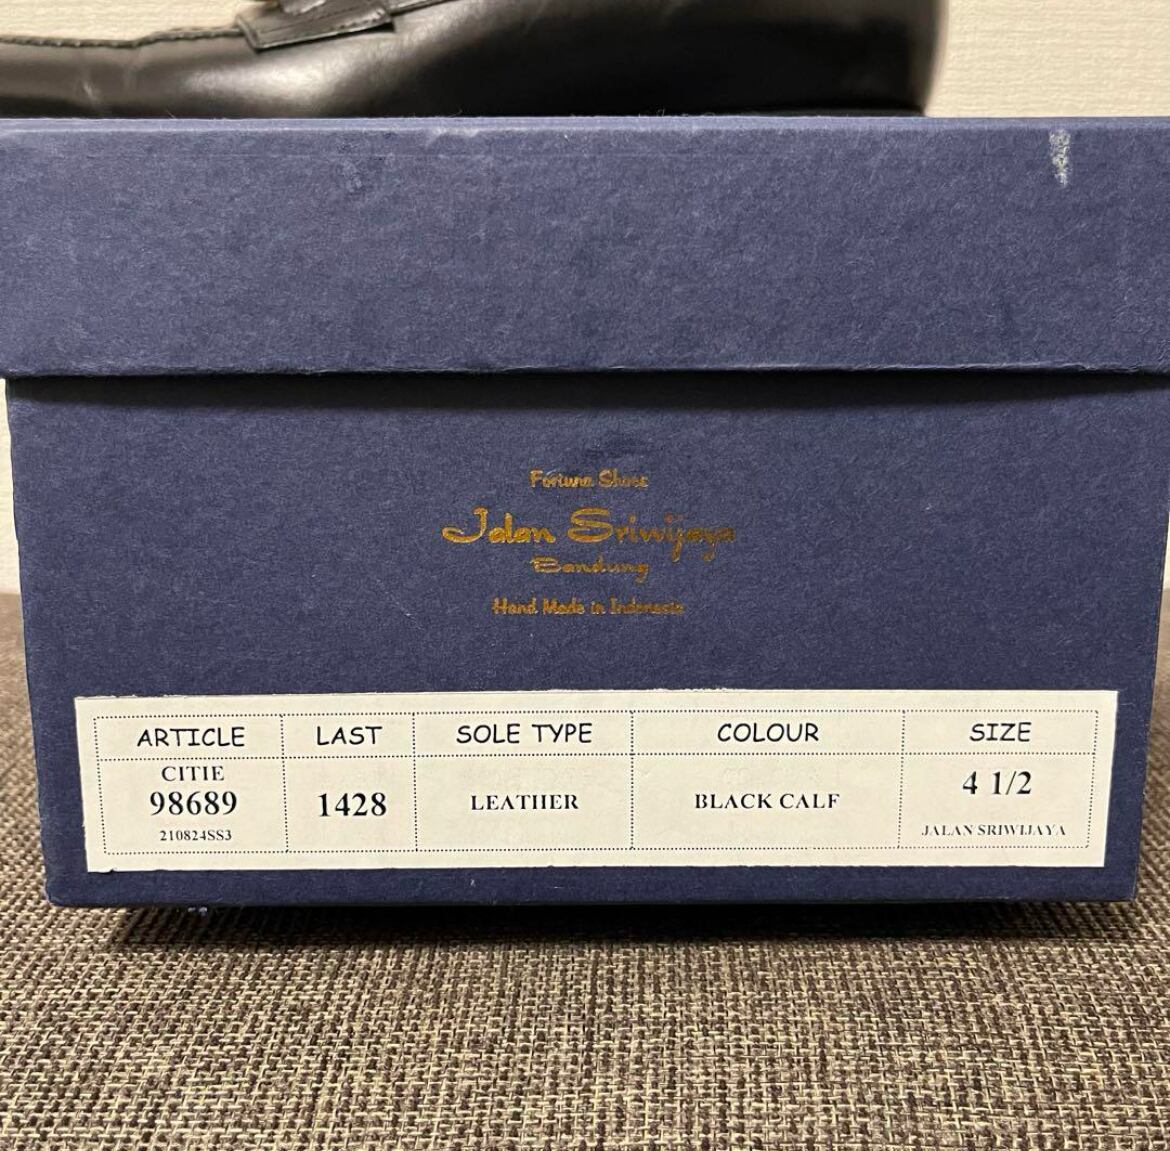 Fortuna Shoes
Jalan Sriwijaya
Bandung
Hand Made in Indonesia
ARTICLE LAST SOLE TYPE COLOUR SIZE
CITIE
98689 1428 LEATHER BLACK CALF 4 1/2
210824SS3 JALAN SRIWIJAYA